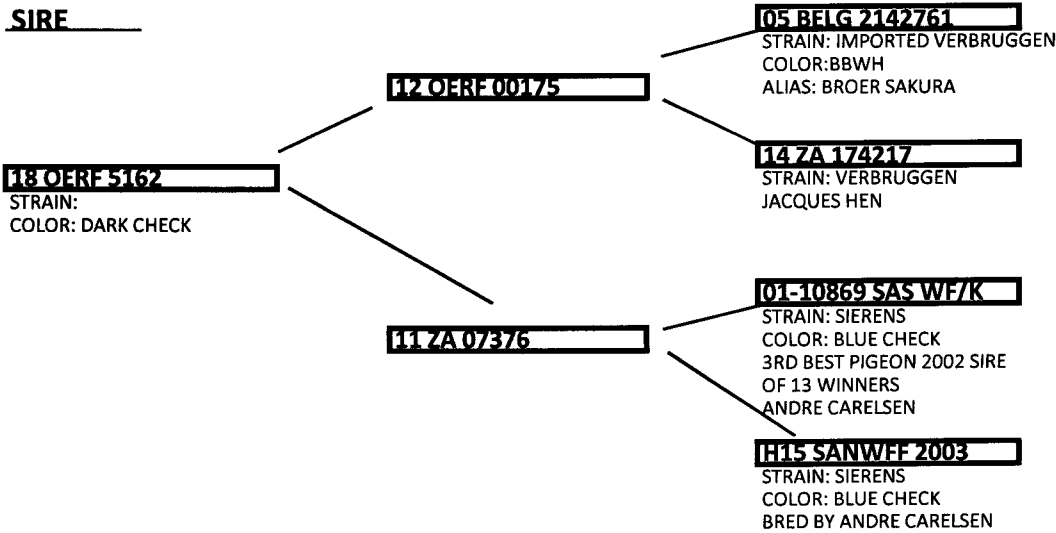 SIRE
05 BELG 2142761
STRAIN: IMPORTED VERBRUGGEN
COLOR:BBWH
ALIAS: BROER SAKURA
12 OERF 00175
14 ZA 174217
STRAIN: VERBRUGGEN
JACQUES HEN
18 OERF 5162
STRAIN:
COLOR: DARK CHECK
01-10869 SAS WF/K
STRAIN: SIERENS
COLOR: BLUE CHECK
3RD BEST PIGEON 2002 SIRE
OF 13 WINNERS
ANDRE CARELSEN
11 ZA 07376
H15 SANWFF 2003
STRAIN: SIERENS
COLOR: BLUE CHECK
BRED BY ANDRE CARELSEN